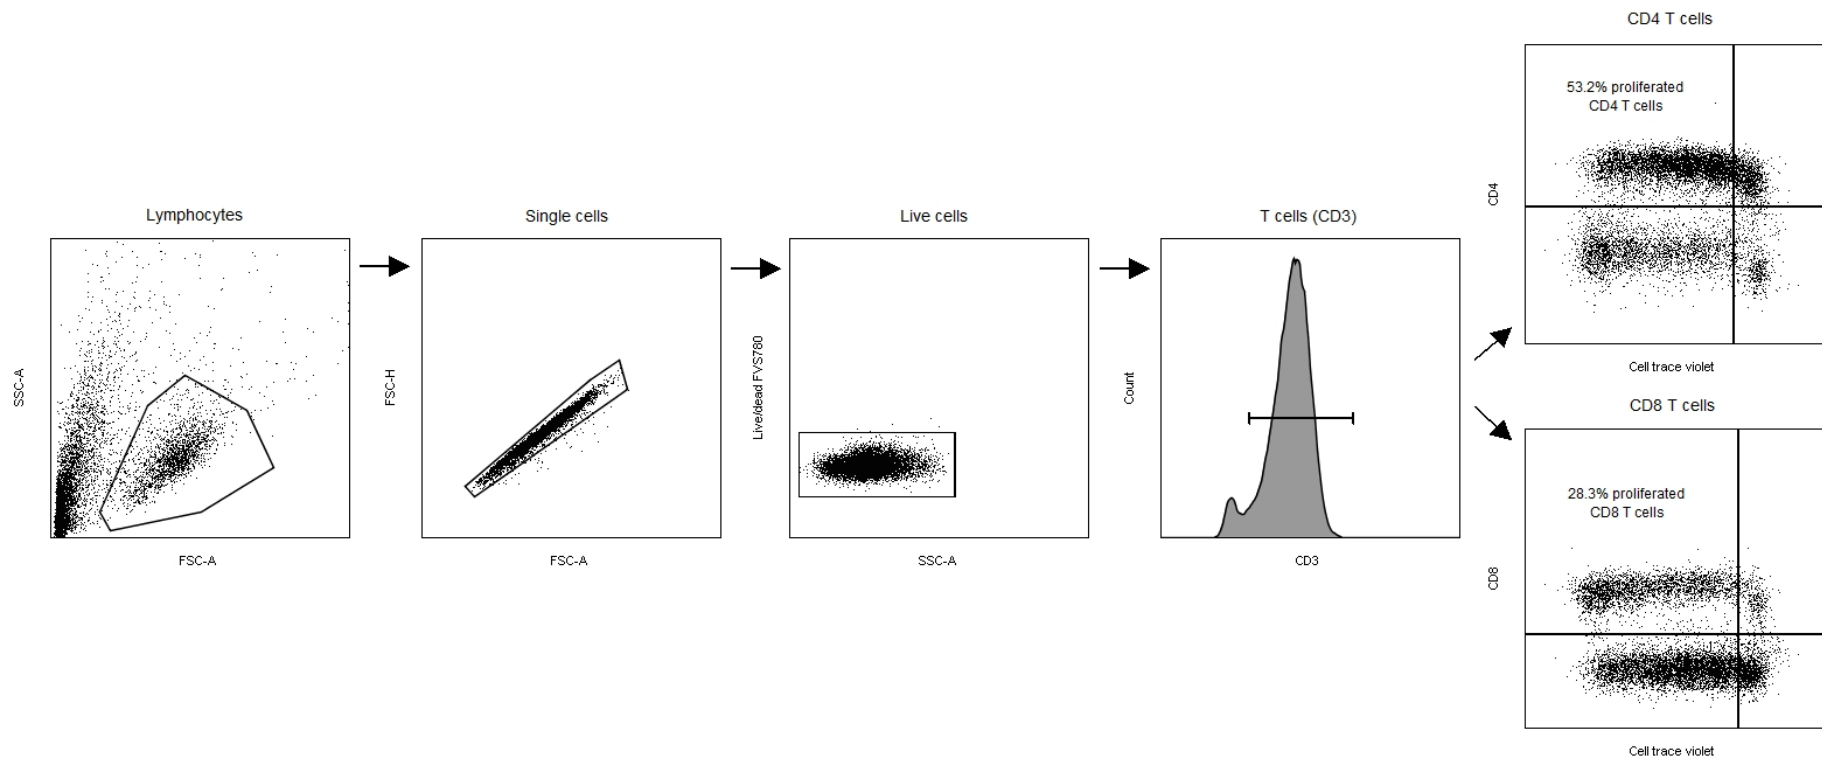 Lymphocytes
SSC-A
FSC-A
Single cells
FSC-H
FSC-A
Live cells
Live/dead FVS780
SSC-A
T cells (CD3)
Count
CD3
CD4 T cells
53.2% proliferated
CD4 T cells
CD4
Cell trace violet
CD8 T cells
28.3% proliferated
CD8 T cells
CD8
Cell trace violet